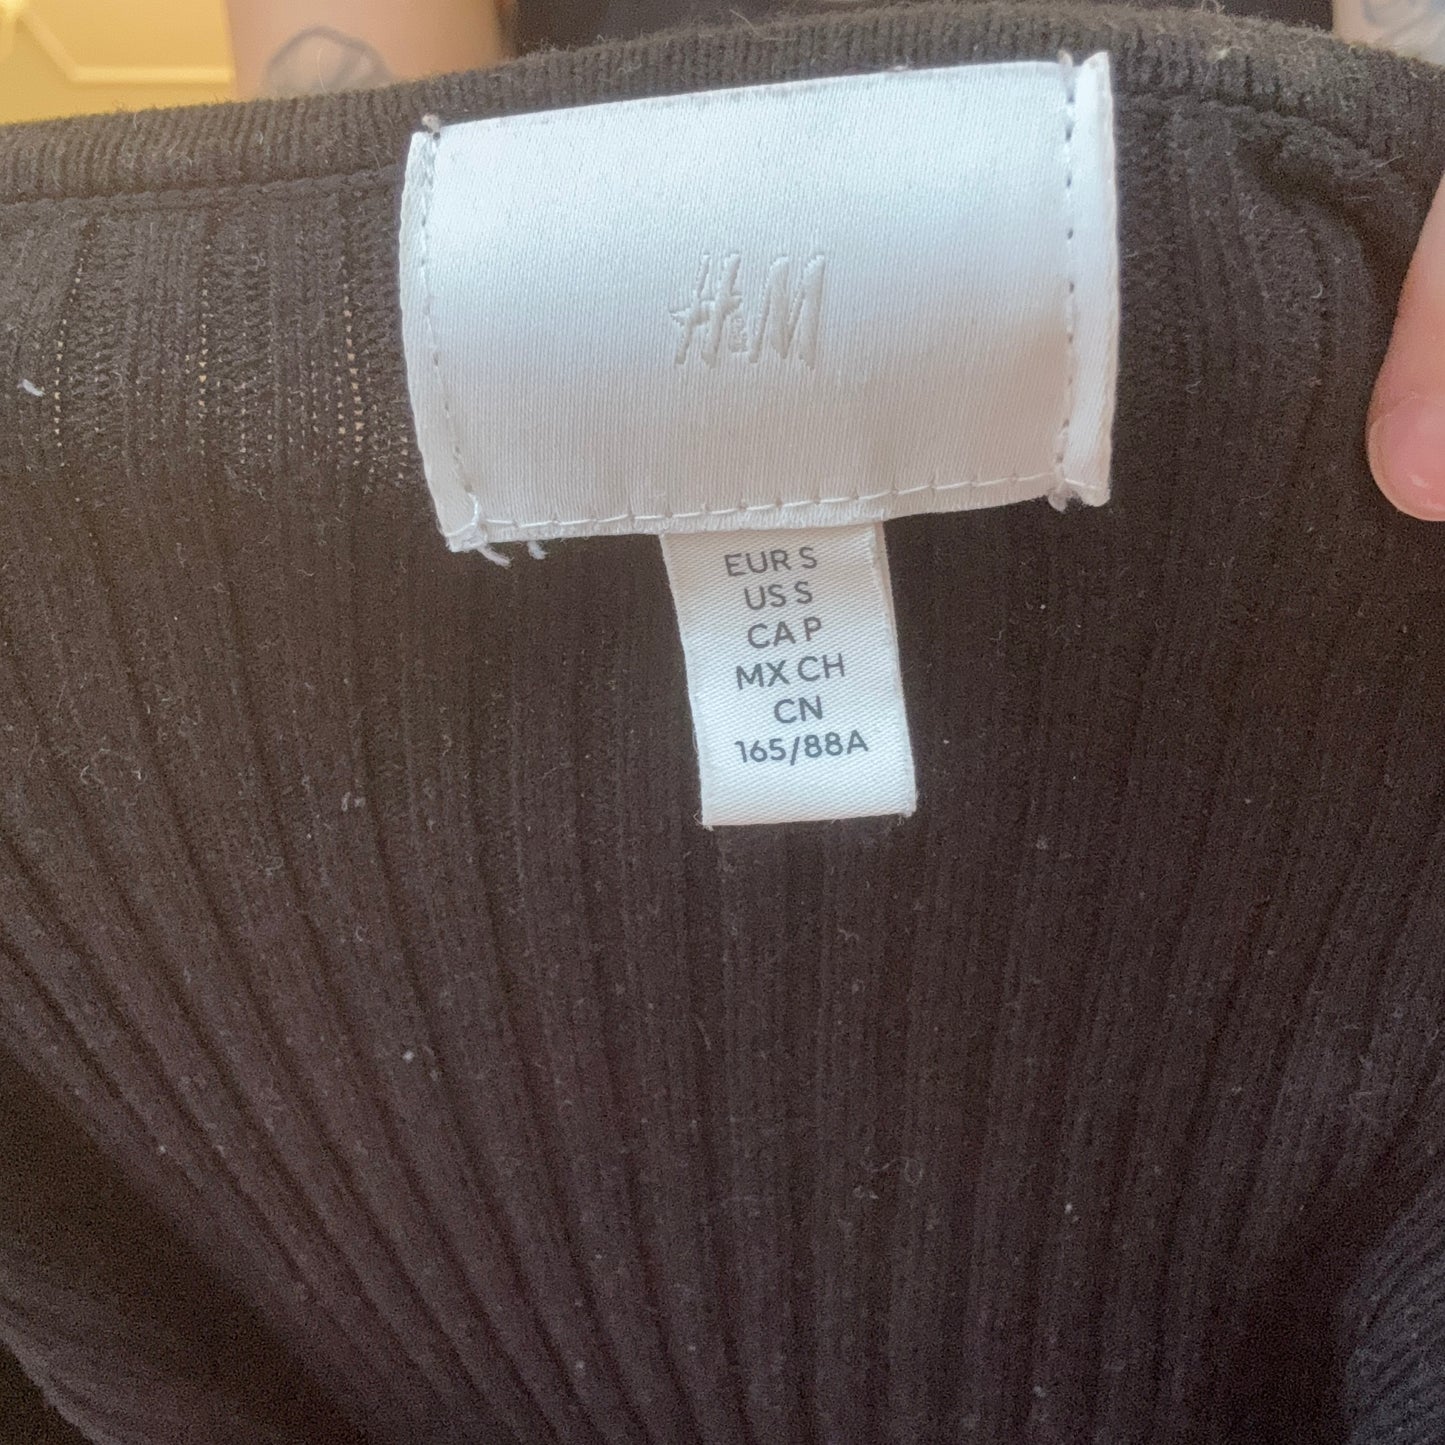 H&M
EUR S
US S
CA P
MX CH
CN
165/88A